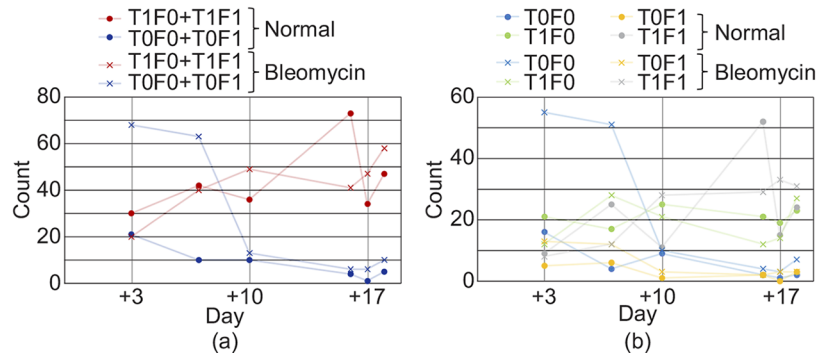 T1F0+T1F1
T0F0+T0F1
Normal
T1F0+T1F1
T0F0+T0F1
Bleomycin
80
60
40
20
0
Count
+3
+10
+17
Day
(a)
T0F0
T0F1
T1F0
T1F1
Normal
T0F0
T0F1
T1F0
T1F1
Bleomycin
60
40
20
0
Count
+3
+10
+17
Day
(b)